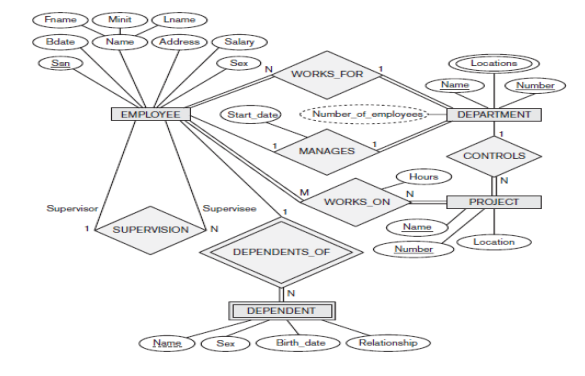 Fname Minit Lname
Bdate Name Address Salary
Ssn Sex
N WORKS_FOR 1
Locations
Name Number
EMPLOYEE
Start_date
Number_of_employees
DEPARTMENT
1 MANAGES 1
1
CONTROLS
N
Hours
M WORKS_ON N
PROJECT
Name
Number
Location
Supervisor Supervisee
1 SUPERVISION N
1
DEPENDENTS_OF
N
DEPENDENT
Name Sex Birth_date Relationship